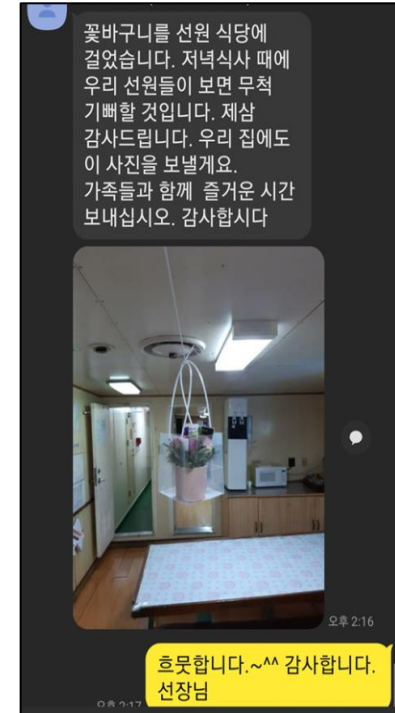 꽃바구니를 선원 식당에
걸었습니다. 저녁식사 때에
우리 선원들이 보면 무척
기뻐할 것입니다. 제삼
감사드립니다. 우리 집에도
이 사진을 보낼게요.
가족들과 함께 즐거운 시간
보내십시오. 감사합시다
오후 2:16
흐뭇합니다.~^^ 감사합니다.
선장님
오후 2:17